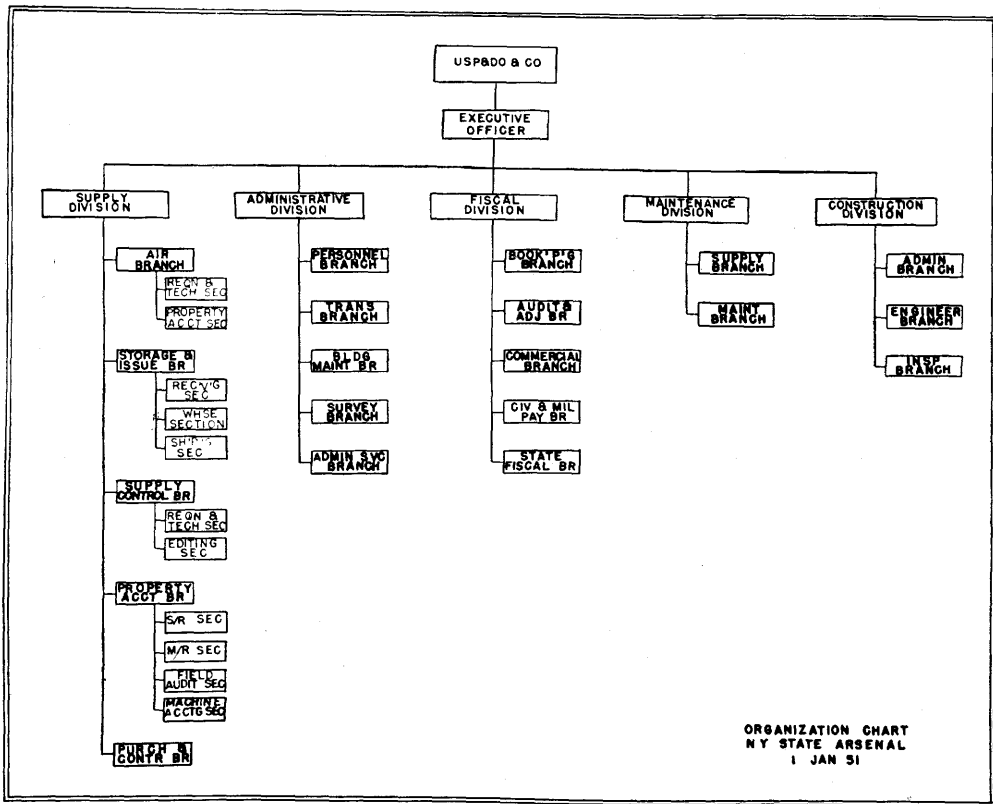 USP&DO & CO
EXECUTIVE
OFFICER
SUPPLY
DIVISION
AIR
BRANCH
REQN &
TECH SEC
PROPERTY
ACCT SEC
STORAGE &
ISSUE BR
REC'V'G
SEC
WHSE
SECTION
SHIP'G
SEC
SUPPLY
CONTROL BR
REQN &
TECH SEC
EDITING
SEC
PROPERTY
ACCT BR
S/R SEC
M/R SEC
FIELD
AUDIT SEC
MACHINE
ACCTG SEC
PURCH &
CONTR BR
ADMINISTRATIVE
DIVISION
PERSONNEL
BRANCH
TRANS
BRANCH
BLDG
MAINT BR
SURVEY
BRANCH
ADMIN SVC
BRANCH
FISCAL
DIVISION
BOOK'P'G
BRANCH
AUDIT &
ADJ BR
COMMERCIAL
BRANCH
CIV & MIL
PAY BR
STATE
FISCAL BR
MAINTENANCE
DIVISION
SUPPLY
BRANCH
MAINT
BRANCH
CONSTRUCTION
DIVISION
ADMIN
BRANCH
ENGINEER
BRANCH
INSP
BRANCH
ORGANIZATION CHART
NY STATE ARSENAL
1 JAN 51